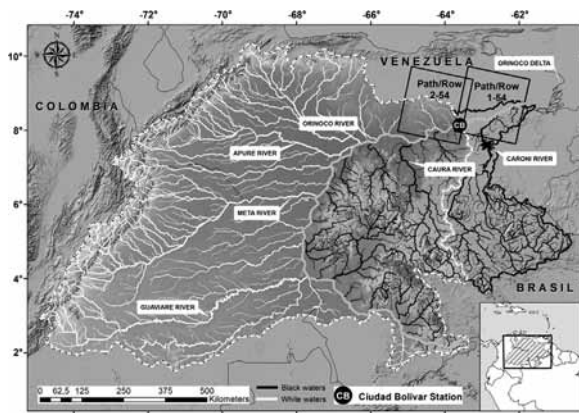 -74° -72° -70° -68° -66° -64° -62°
10°
8°
6°
4°
2°
VENEZUELA
ORINOCO DELTA
COLOMBIA
Path/Row
2-54
Path/Row
1-54
CB
ORINOCO RIVER
APURE RIVER
CAURA RIVER
CARONI RIVER
META RIVER
BRASIL
GUAVIARE RIVER
0 62,5 125 250 375 500
Kilometers
Black waters
White waters
CB Ciudad Bolivar Station